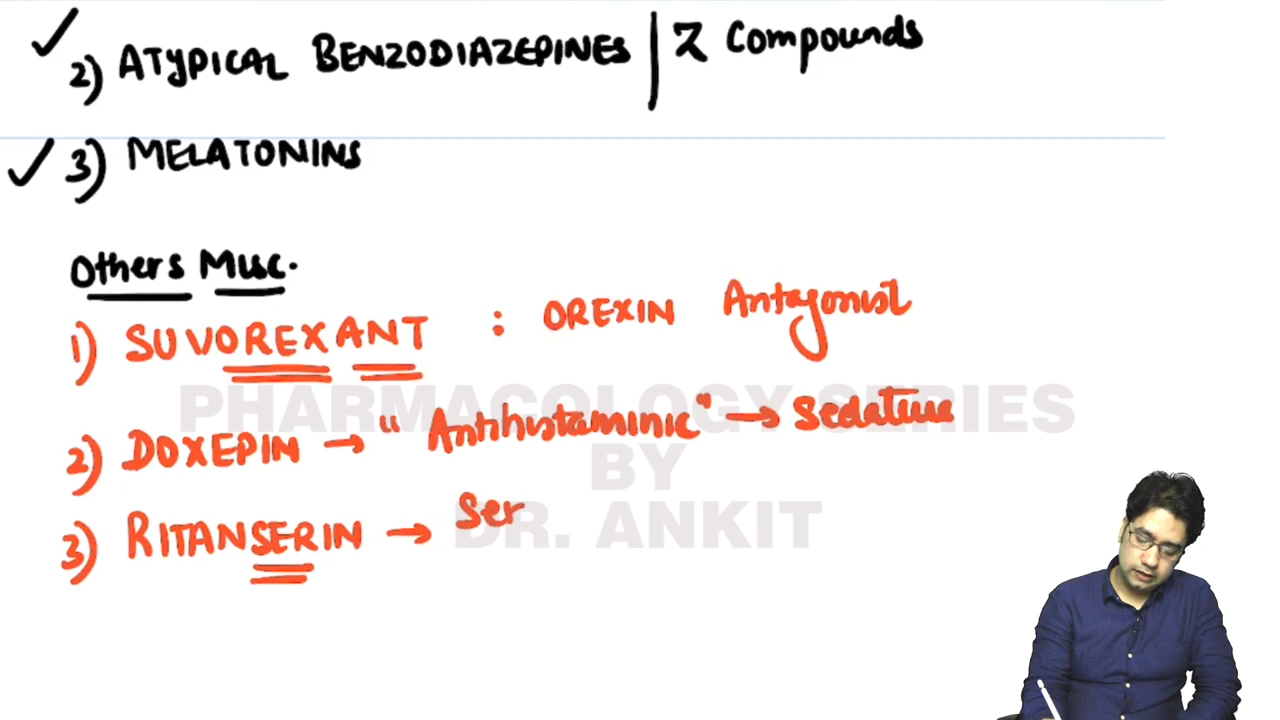 2) ATYPICAL BENZODIAZEPINES | Z Compounds
3) MELATONINS
Others Misc.
1) SUVOREXANT : OREXIN Antagonist
PHARMACOLOGY SERIES
2) DOXEPIN → "Antihistaminic" → Sedative
BY
3) RITANSERIN → Ser
DR. ANKIT